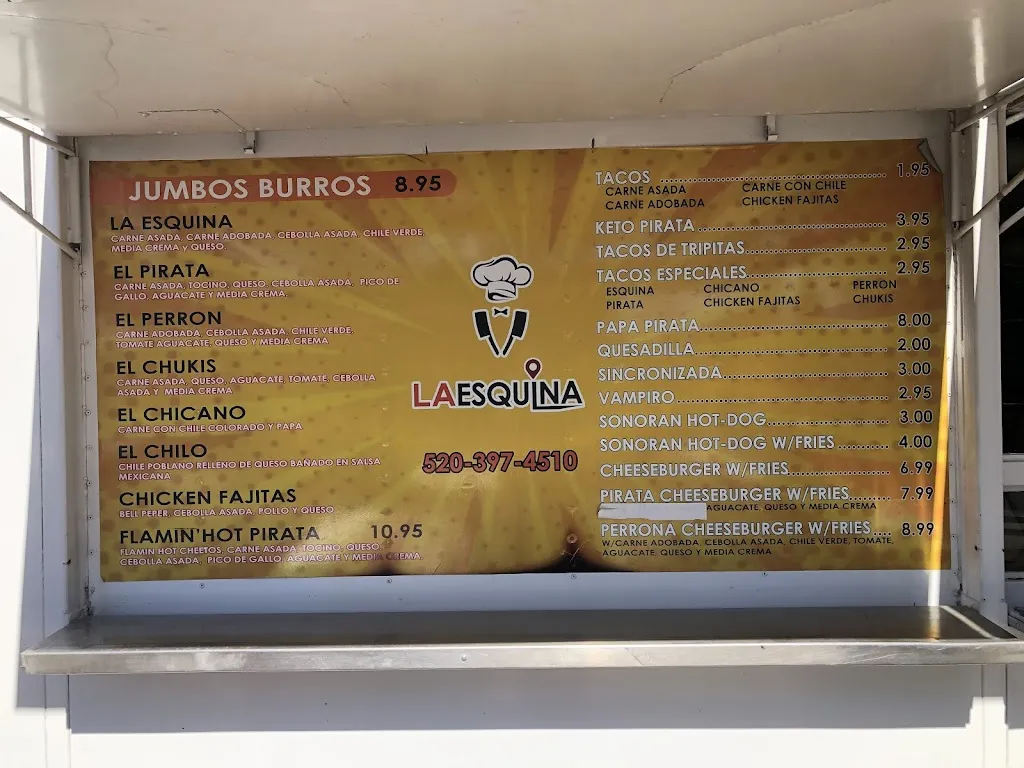 JUMBOS BURROS 8.95
LA ESQUINA
CARNE ASADA, CARNE ADOBADA, CEBOLLA ASADA, CHILE VERDE,
MEDIA CREMA y QUESO.
EL PIRATA
CARNE ASADA, TOCINO, QUESO, CEBOLLA ASADA, PICO DE
GALLO, AGUACATE Y MEDIA CREMA.
EL PERRON
CARNE ADOBADA, CEBOLLA ASADA, CHILE VERDE,
TOMATE AGUACATE, QUESO Y MEDIA CREMA
EL CHUKIS
CARNE ASADA, QUESO, AGUACATE, TOMATE, CEBOLLA
ASADA Y MEDIA CREMA
EL CHICANO
CARNE CON CHILE COLORADO Y PAPA
EL CHILO
CHILE POBLANO RELLENO DE QUESO BAÑADO EN SALSA
MEXICANA
CHICKEN FAJITAS
BELL PEPER, CEBOLLA ASADA, POLLO Y QUESO
FLAMIN'HOT PIRATA 10.95
FLAMIN HOT CHEETOS, CARNE ASADA, TOCINO, QUESO,
CEBOLLA ASADA, PICO DE GALLO, AGUACATE Y MEDIA CREMA,
LAESQUINA
520-397-4510
TACOS 1.95
CARNE ASADA CARNE CON CHILE
CARNE ADOBADA CHICKEN FAJITAS
KETO PIRATA 3.95
TACOS DE TRIPITAS 2.95
TACOS ESPECIALES 2.95
ESQUINA CHICANO PERRON
PIRATA CHICKEN FAJITAS CHUKIS
PAPA PIRATA 8.00
QUESADILLA 2.00
SINCRONIZADA 3.00
VAMPIRO 2.95
SONORAN HOT-DOG 3.00
SONORAN HOT-DOG W/FRIES 4.00
CHEESEBURGER W/FRIES 6.99
PIRATA CHEESEBURGER W/FRIES 7.99
AGUACATE, QUESO Y MEDIA CREMA
PERRONA CHEESEBURGER W/FRIES 8.99
W/CARNE ADOBADA, CEBOLLA ASADA, CHILE VERDE, TOMATE,
AGUACATE, QUESO Y MEDIA CREMA